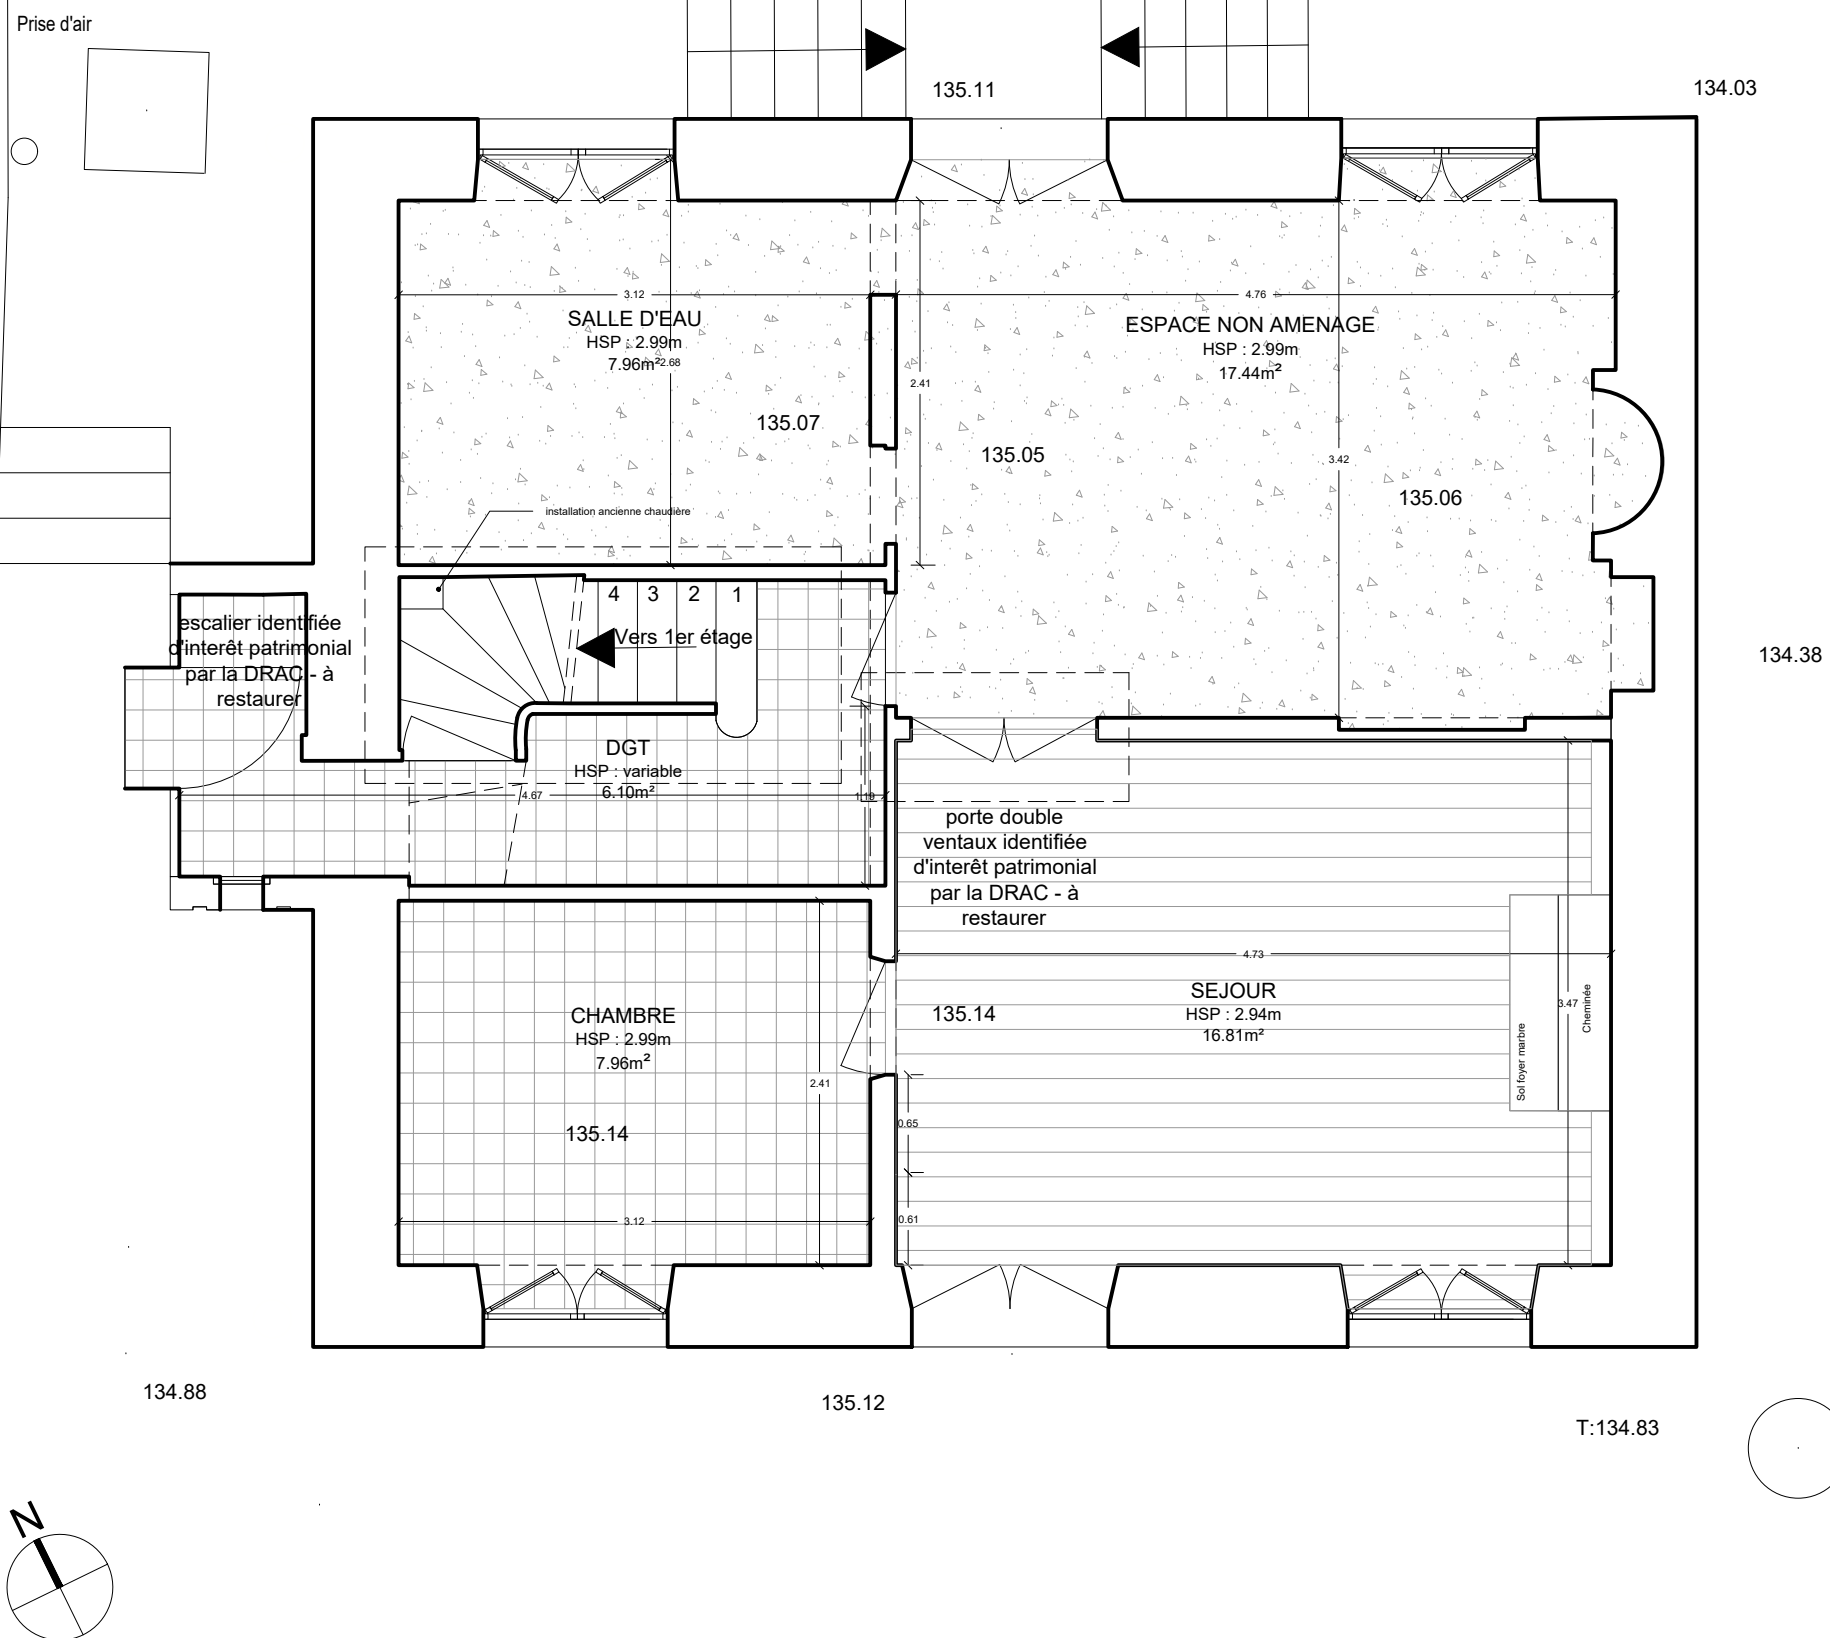 Prise d'air
135.11
134.03
3.12
4.76
SALLE D'EAU
HSP : 2.99m
7.96m²
2.68
ESPACE NON AMENAGE
HSP : 2.99m
17.44m²
2.41
135.07
135.05
3.42
135.06
installation ancienne chaudière
4 3 2 1
Vers 1er étage
escalier identifiée
d'interêt patrimonial
par la DRAC - à
restaurer
134.38
DGT
HSP : variable
6.10m²
4.67
1.19
porte double
ventaux identifiée
d'interêt patrimonial
par la DRAC - à
restaurer
4.73
SEJOUR
HSP : 2.94m
16.81m²
135.14
3.47
Cheminée
Sol foyer marbre
CHAMBRE
HSP : 2.99m
7.96m²
2.41
135.14
0.65
0.61
3.12
134.88
135.12
T:134.83
N